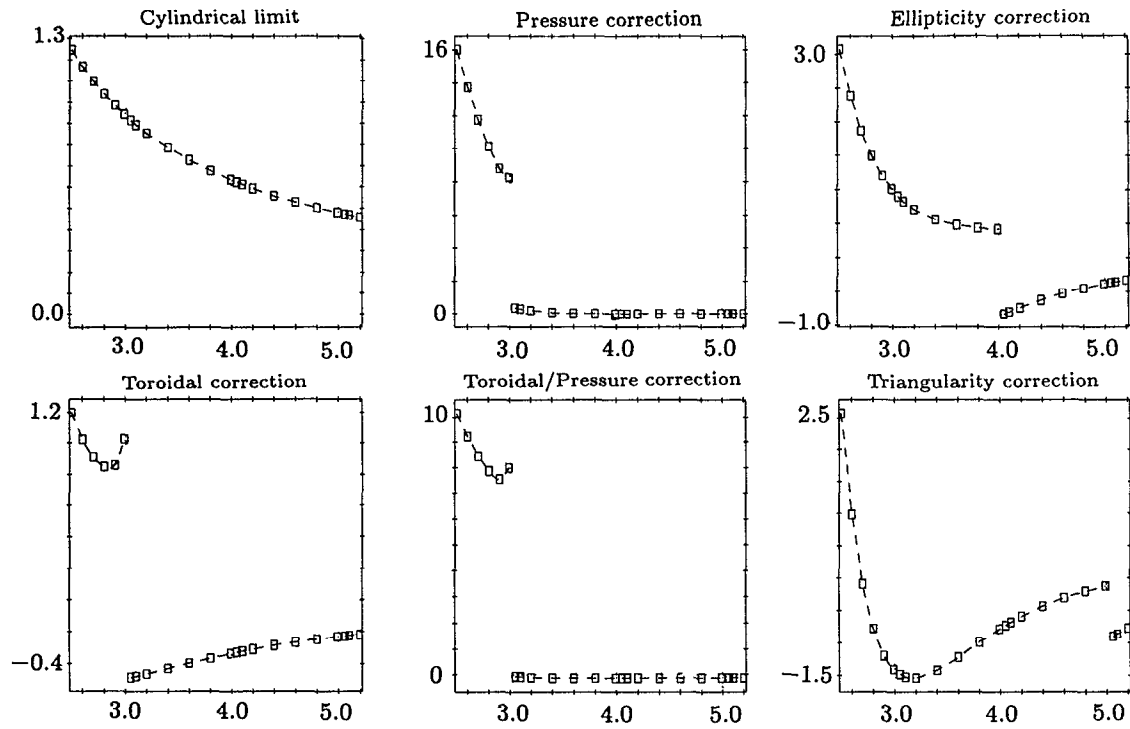 Cylindrical limit
1.3
0.0
3.0 4.0 5.0
Pressure correction
16
0
3.0 4.0 5.0
Ellipticity correction
3.0
−1.0
3.0 4.0 5.0
Toroidal correction
1.2
−0.4
3.0 4.0 5.0
Toroidal/Pressure correction
10
0
3.0 4.0 5.0
Triangularity correction
2.5
−1.5
3.0 4.0 5.0